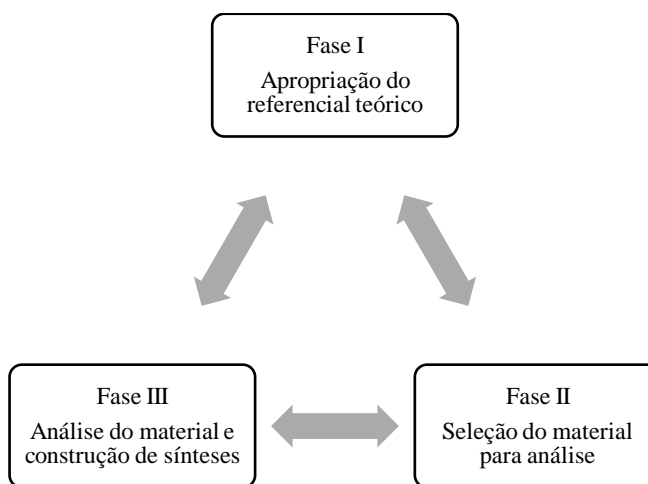 Fase I
Apropriação do
referencial teórico
Fase III
Análise do material e
construção de sínteses
Fase II
Seleção do material
para análise